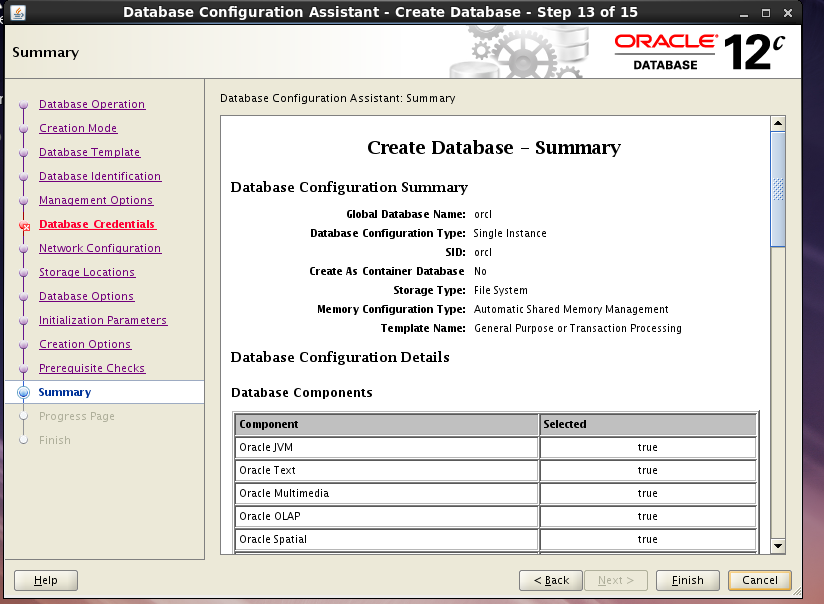 Database Configuration Assistant - Create Database - Step 13 of 15
Summary
ORACLE
DATABASE
12c
Database Operation
Creation Mode
Database Template
Database Identification
Management Options
Database Credentials
Network Configuration
Storage Locations
Database Options
Initialization Parameters
Creation Options
Prerequisite Checks
Summary
Progress Page
Finish
Database Configuration Assistant: Summary
Create Database – Summary
Database Configuration Summary
Global Database Name: orcl
Database Configuration Type: Single Instance
SID: orcl
Create As Container Database No
Storage Type: File System
Memory Configuration Type: Automatic Shared Memory Management
Template Name: General Purpose or Transaction Processing
Database Configuration Details
Database Components
Component Selected
Oracle JVM true
Oracle Text true
Oracle Multimedia true
Oracle OLAP true
Oracle Spatial true
Help
< Back
Next >
Finish
Cancel